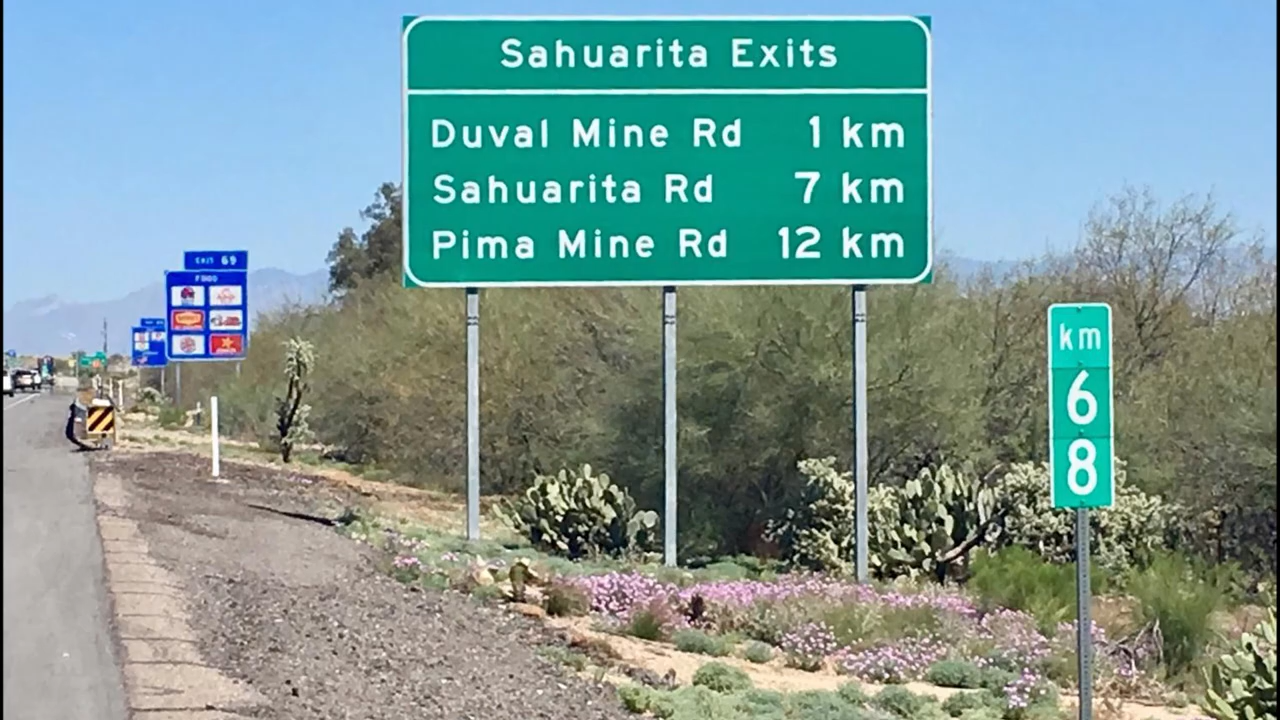 Sahuarita Exits
Duval Mine Rd 1 km
Sahuarita Rd 7 km
Pima Mine Rd 12 km
EXIT 69
FOOD
km
6
8